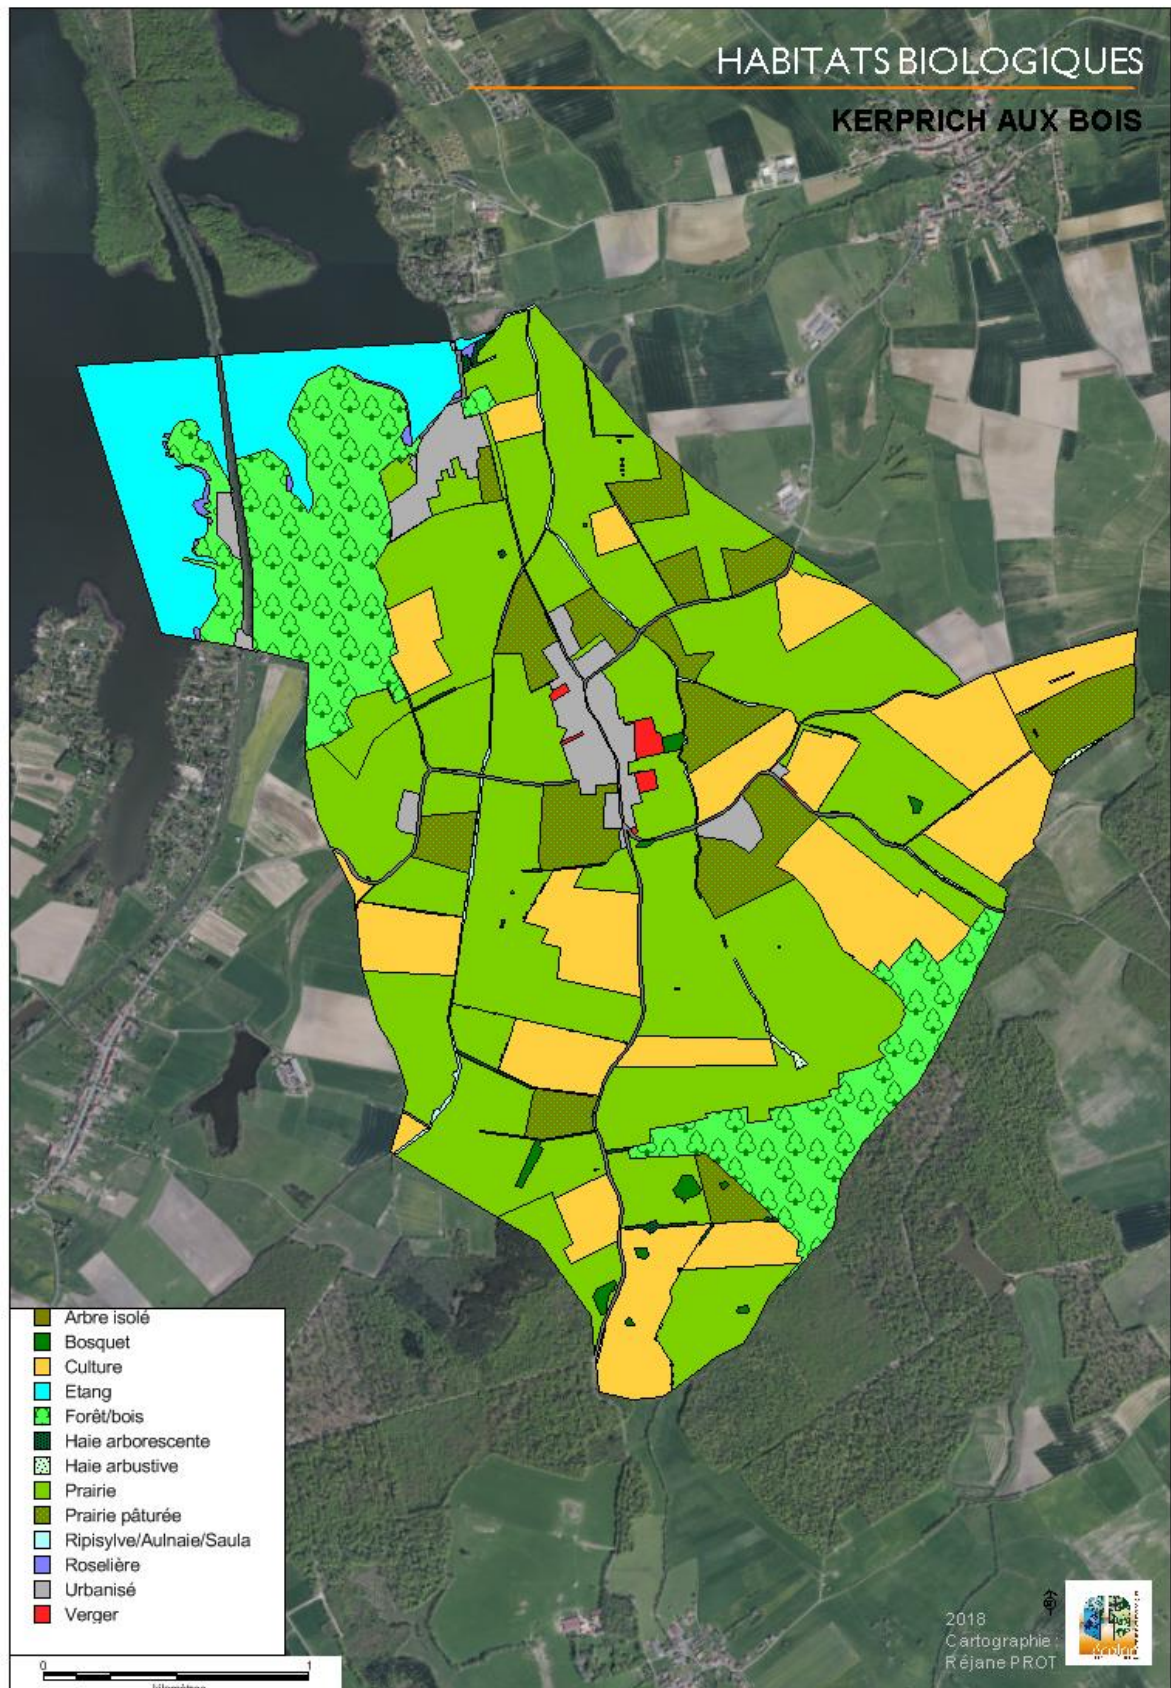 HABITATS BIOLOGIQUES
KERPRICH AUX BOIS
Arbre isolé
Bosquet
Culture
Etang
Forêt/bois
Haie arborescente
Haie arbustive
Prairie
Prairie pâturée
Ripisylve/Aulnaie/Saula
Roselière
Urbanisé
Verger
0 1
kilomètres
2018
Cartographie :
Réjane PROT